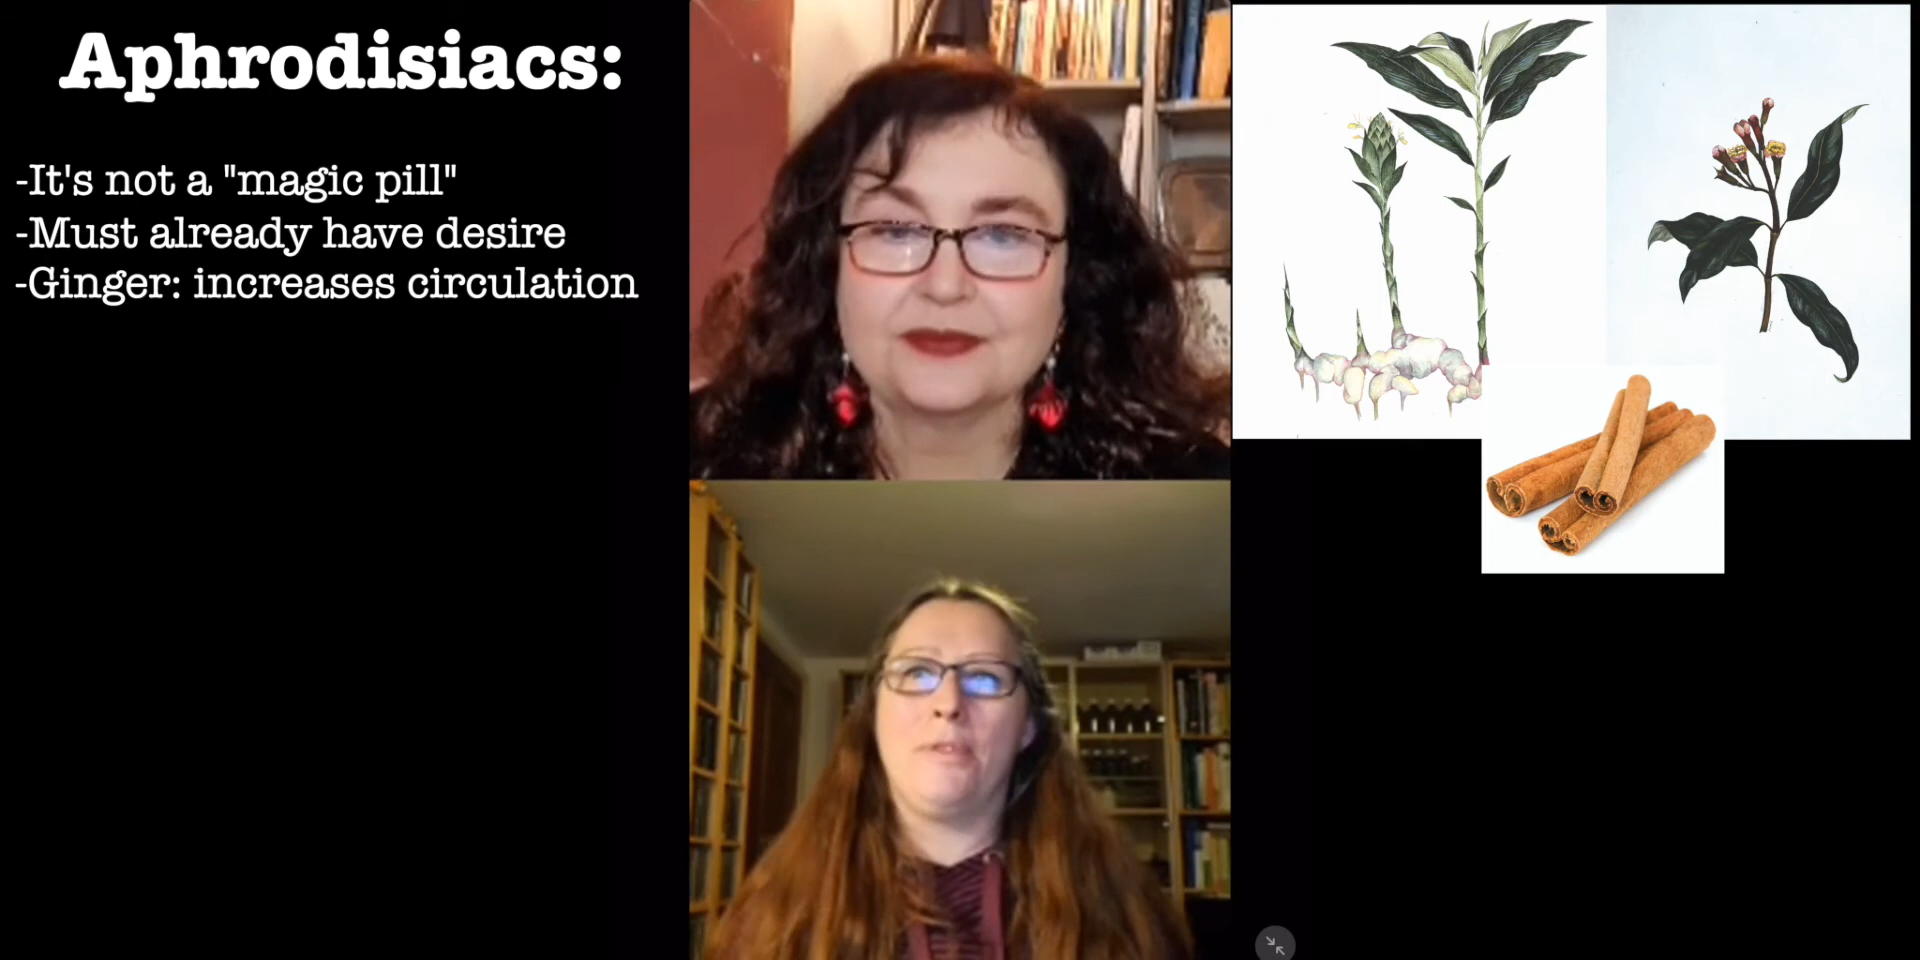 Aphrodisiacs:
-It's not a "magic pill"
-Must already have desire
-Ginger: increases circulation